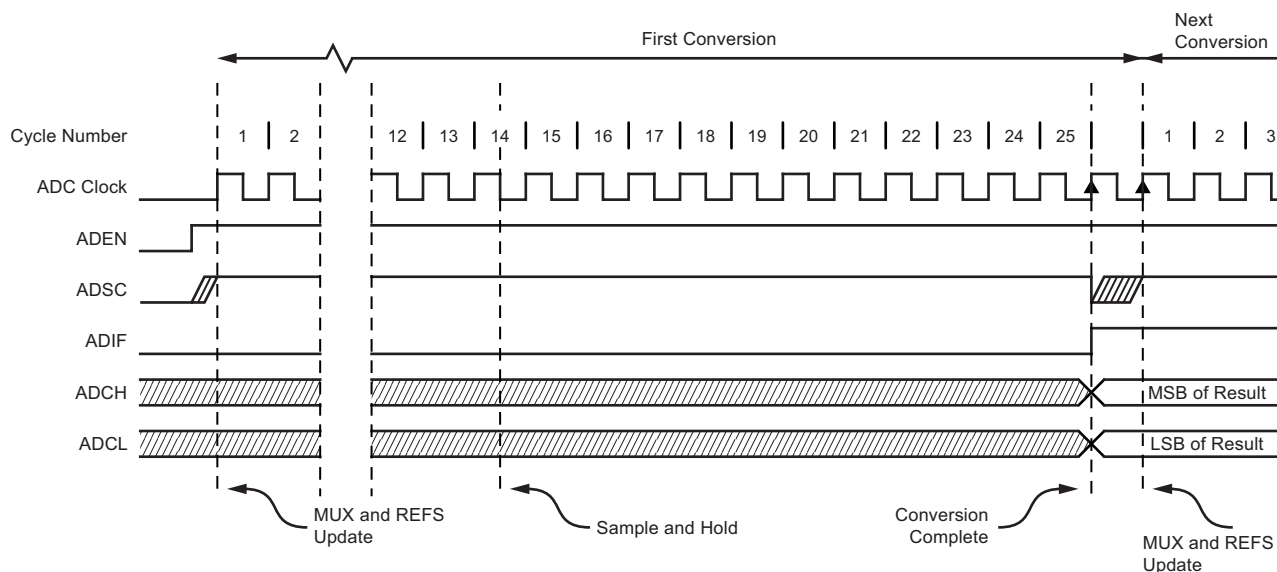 Next
Conversion
First Conversion
Cycle Number 1 2 12 13 14 15 16 17 18 19 20 21 22 23 24 25 1 2 3
ADC Clock
ADEN
ADSC
ADIF
ADCH MSB of Result
ADCL LSB of Result
MUX and REFS
Update
Sample and Hold
Conversion
Complete
MUX and REFS
Update